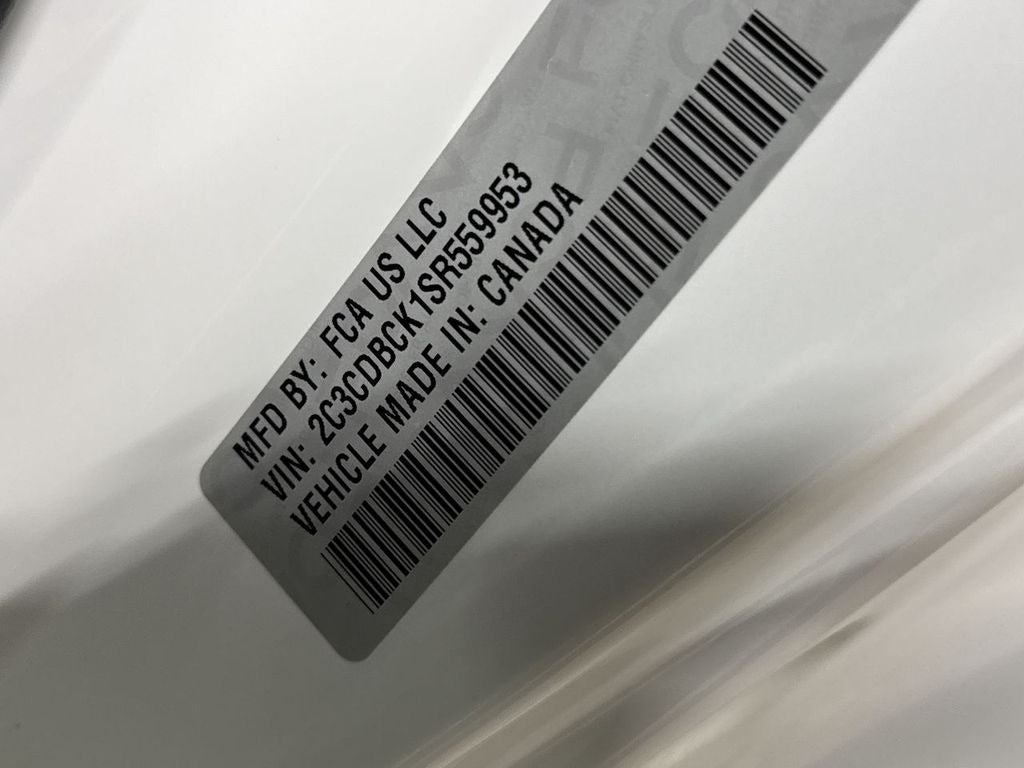 MFD BY: FCA US LLC
VIN: 2C3CDBCK1SR559953
VEHICLE MADE IN: CANADA